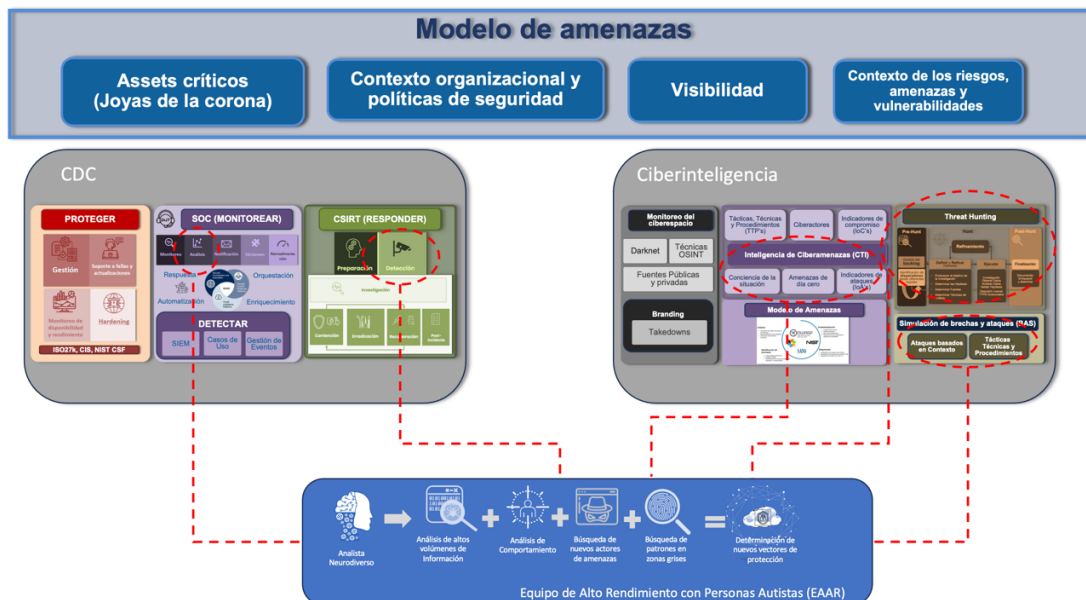 Modelo de amenazas
Assets críticos
(Joyas de la corona)
Contexto organizacional y
políticas de seguridad
Visibilidad
Contexto de los riesgos,
amenazas y
vulnerabilidades
CDC
PROTEGER
Gestión
Soporte a fallas y
actualizaciones
Monitoreo de
disponibilidad
y rendimiento
Hardening
ISO27k, CIS, NIST CSF
SOC (MONITOREAR)
Monitoreo
Análisis
Respuesta
Orquestación
Automatización
Enriquecimiento
DETECTAR
SIEM
Casos de
Uso
Gestión de
Eventos
CSIRT (RESPONDER)
Preparación
Detección
Investigación
Contención
Erradicación
Recuperación
Ciberinteligencia
Monitoreo del
ciberespacio
Darknet
Técnicas
OSINT
Fuentes Públicas
y privadas
Branding
Takedowns
Tácticas, Técnicas
y Procedimientos
(TTP's)
Ciberactores
Indicadores de
compromiso
(IoC's)
Inteligencia de Ciberamenazas (CTI)
Conciencia de la
situación
Amenazas de
día cero
Indicadores de
ataques
(IoA's)
Modelo de Amenazas
NIST
Threat Hunting
Pre-Hunt
Hunt
Post-Hunt
Refinamiento
Ejecutar
Finalización
Simulación de brechas y ataques (BAS)
Ataques basados
en Contexto
Tácticas
Técnicas y
Procedimientos
Analista
Neurodiverso
Análisis de altos
volúmenes de
Información
Análisis de
Comportamiento
Búsqueda de
nuevos actores
de amenazas
Búsqueda de
patrones en
zonas grises
Determinación de
nuevos vectores de
protección
Equipo de Alto Rendimiento con Personas Autistas (EAAR)